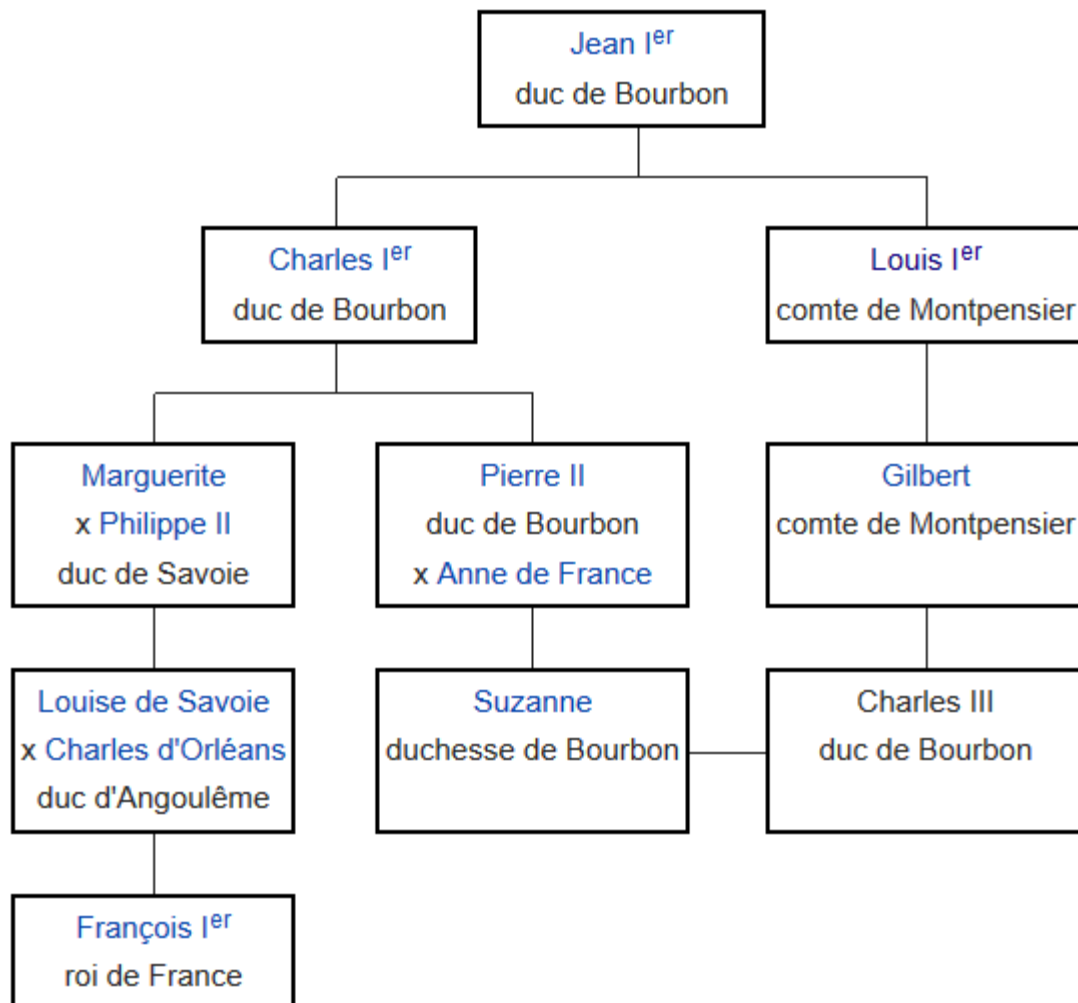 Jean Ier
duc de Bourbon
Charles Ier
duc de Bourbon
Louis Ier
comte de Montpensier
Marguerite
x Philippe II
duc de Savoie
Pierre II
duc de Bourbon
x Anne de France
Gilbert
comte de Montpensier
Louise de Savoie
x Charles d'Orléans
duc d'Angoulême
Suzanne
duchesse de Bourbon
Charles III
duc de Bourbon
François Ier
roi de France